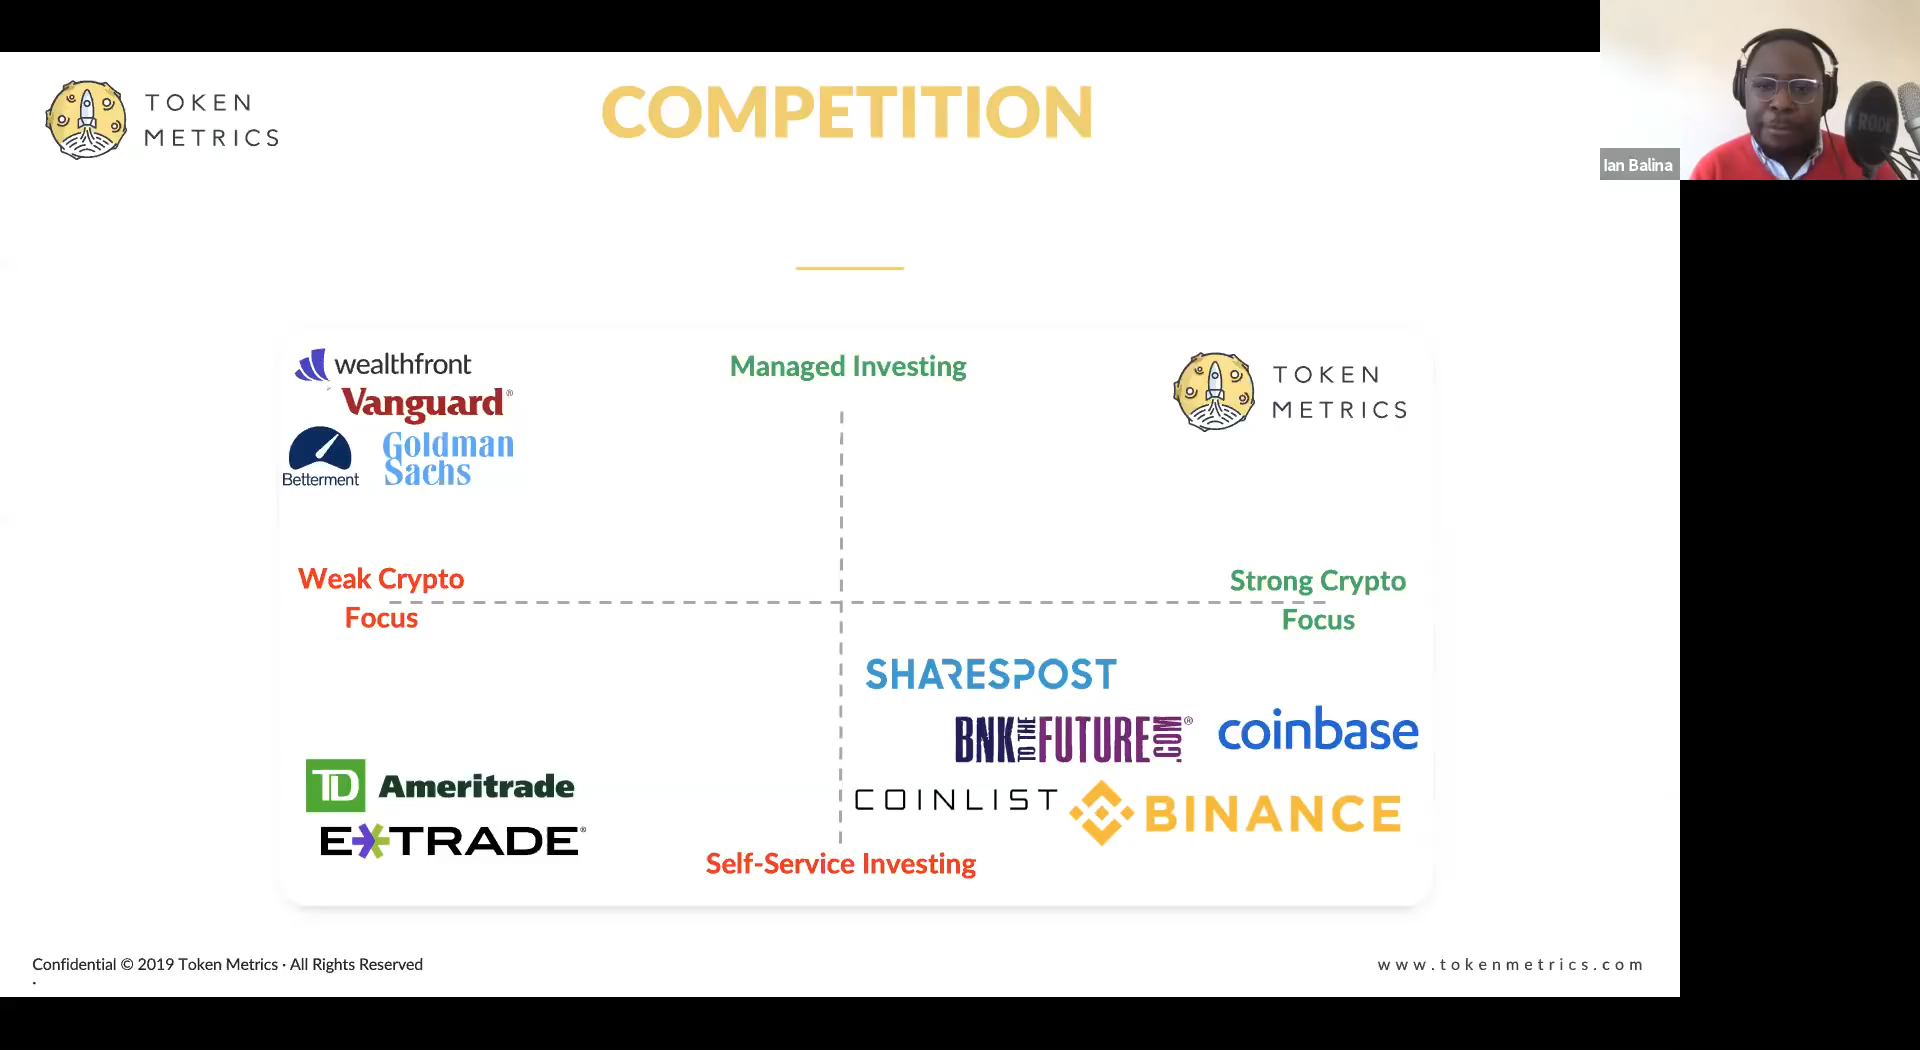 TOKEN
METRICS
COMPETITION
RODE
Ian Balina
wealthfront
Vanguard®
Betterment
Goldman
Sachs
Managed Investing
TOKEN
METRICS
Weak Crypto
Focus
Strong Crypto
Focus
SHARESPOST
BNK TO THE FUTURE .COM®
coinbase
TD Ameritrade
E*TRADE®
COINLIST
BINANCE
Self-Service Investing
Confidential © 2019 Token Metrics · All Rights Reserved
.
www.tokenmetrics.com